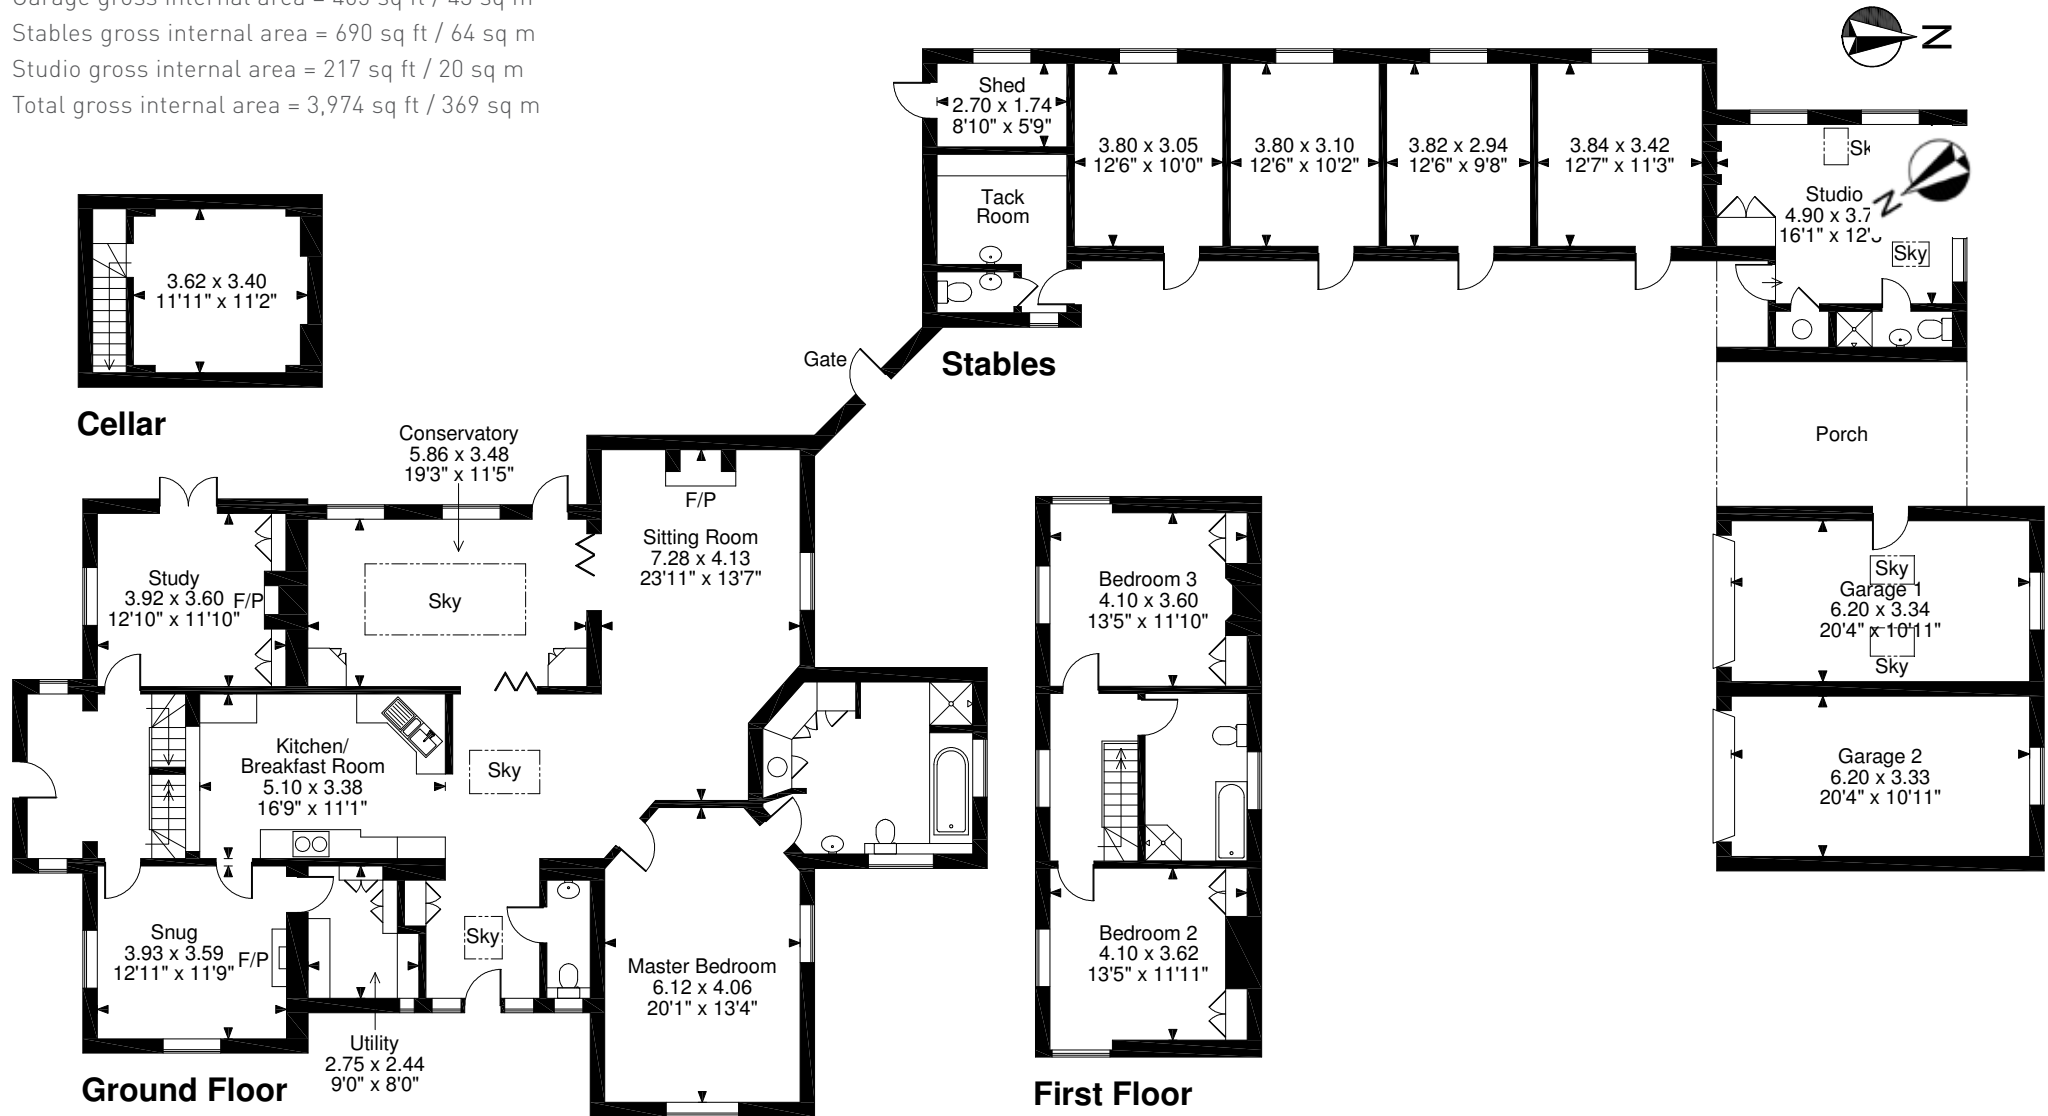 Stables gross internal area = 690 sq ft / 64 sq m
Studio gross internal area = 217 sq ft / 20 sq m
Total gross internal area = 3,974 sq ft / 369 sq m
N
Shed
2.70 x 1.74
8'10" x 5'9"
Tack
Room
3.80 x 3.05
12'6" x 10'0"
3.80 x 3.10
12'6" x 10'2"
3.82 x 2.94
12'6" x 9'8"
3.84 x 3.42
12'7" x 11'3"
N
Studio
4.90 x
16'1" x
Sky
Gate
Stables
Porch
3.62 x 3.40
11'11" x 11'2"
Cellar
Conservatory
5.86 x 3.48
19'3" x 11'5"
F/P
Sitting Room
7.28 x 4.13
23'11" x 13'7"
Study
3.92 x 3.60
12'10" x 11'10"
F/P
Sky
Kitchen/
Breakfast Room
5.10 x 3.38
16'9" x 11'1"
Sky
Snug
3.93 x 3.59
12'11" x 11'9"
F/P
Sky
Master Bedroom
6.12 x 4.06
20'1" x 13'4"
Utility
2.75 x 2.44
9'0" x 8'0"
Ground Floor
Bedroom 3
4.10 x 3.60
13'5" x 11'10"
Bedroom 2
4.10 x 3.62
13'5" x 11'11"
First Floor
Sky
Garage 1
6.20 x 3.34
20'4" x 10'11"
Sky
Garage 2
6.20 x 3.33
20'4" x 10'11"